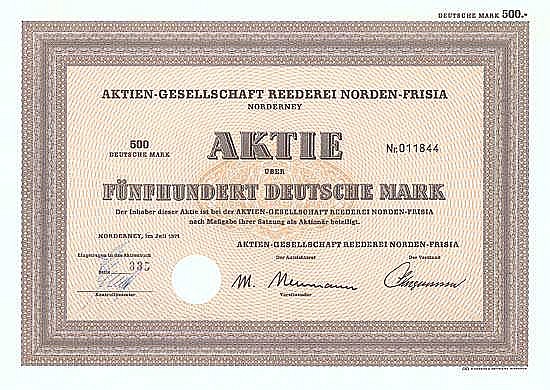 DEUTSCHE MARK 500.-
AKTIEN-GESELLSCHAFT REEDEREI NORDEN-FRISIA
NORDERNEY
500
DEUTSCHE MARK
AKTIE
Nr. 011844
ÜBER
FÜNFHUNDERT DEUTSCHE MARK
Der Inhaber dieser Aktie ist bei der AKTIEN-GESELLSCHAFT REEDEREI NORDEN-FRISIA
nach Maßgabe ihrer Satzung als Aktionär beteiligt.
NORDERNEY, im Juli 1971
AKTIEN-GESELLSCHAFT REEDEREI NORDEN-FRISIA
Eingetragen in das Aktienbuch
Der Aufsichtsrat
Der Vorstand
Seite 335
M. Neumann
Kontrollbeamter
Vorsitzender